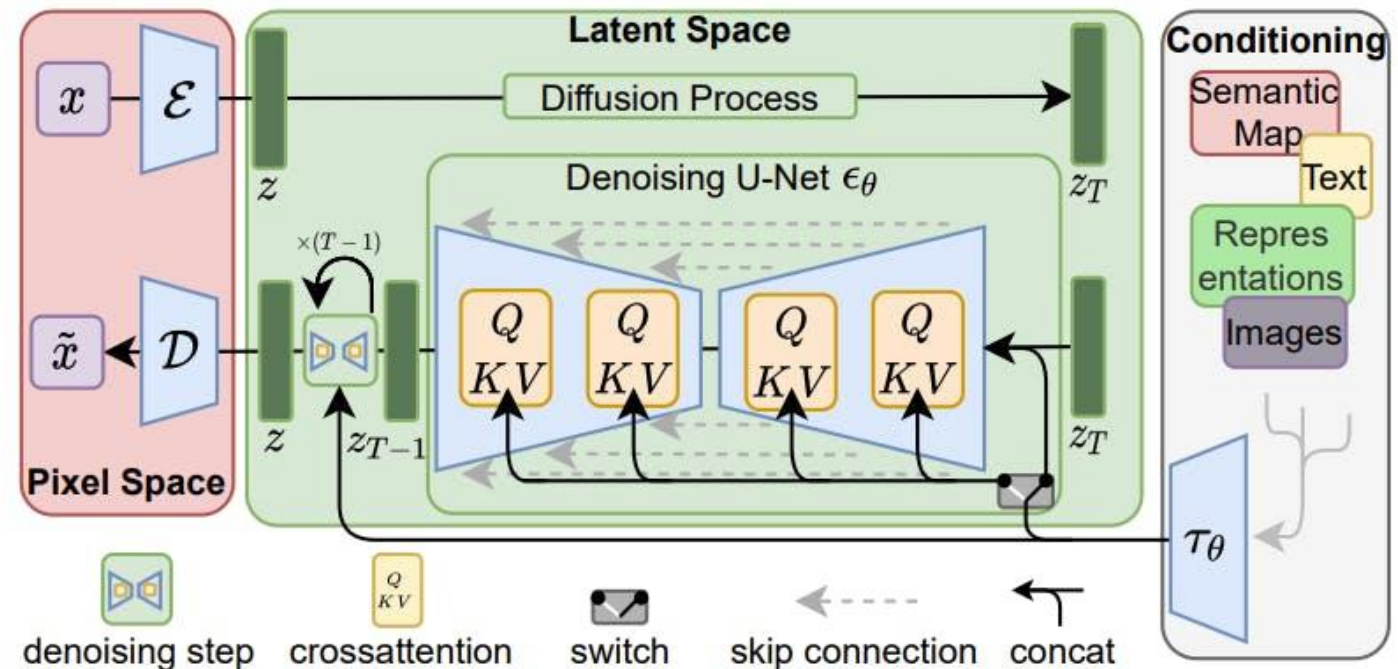 Latent Space
Conditioning
x
ℰ
Diffusion Process
Semantic
Map
Text
z
Denoising U-Net ϵ_θ
z_T
Repres
entations
×(T − 1)
Images
x̃
𝒟
Q
KV
Q
KV
Q
KV
Q
KV
z
z_{T−1}
z_T
Pixel Space
τ_θ
Q
KV
denoising step
crossattention
switch
skip connection
concat